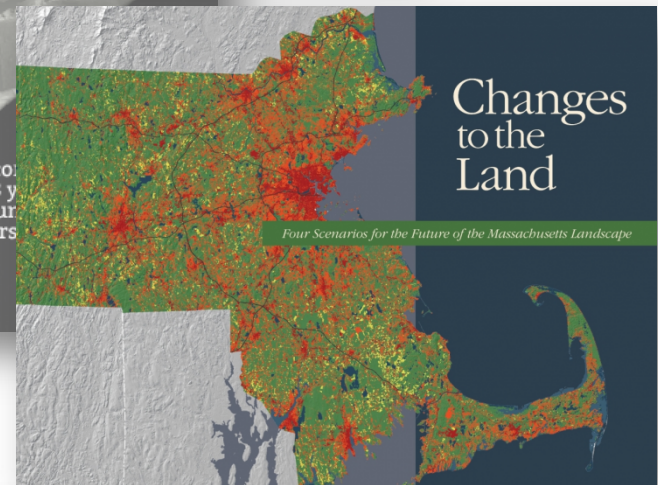 Changes
to the
Land
Four Scenarios for the Future of the Massachusetts Landscape